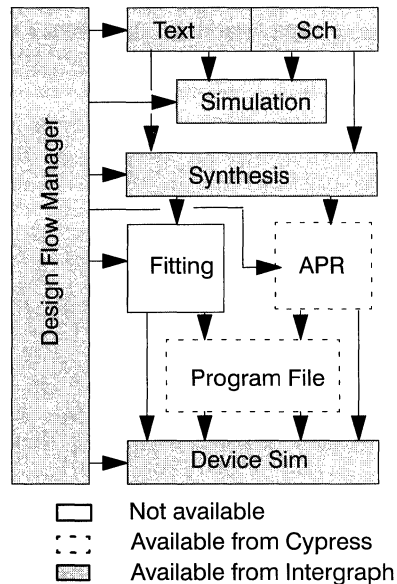 Design Flow Manager
Text Sch
Simulation
Synthesis
Fitting APR
Program File
Device Sim
Not available
Available from Cypress
Available from Intergraph